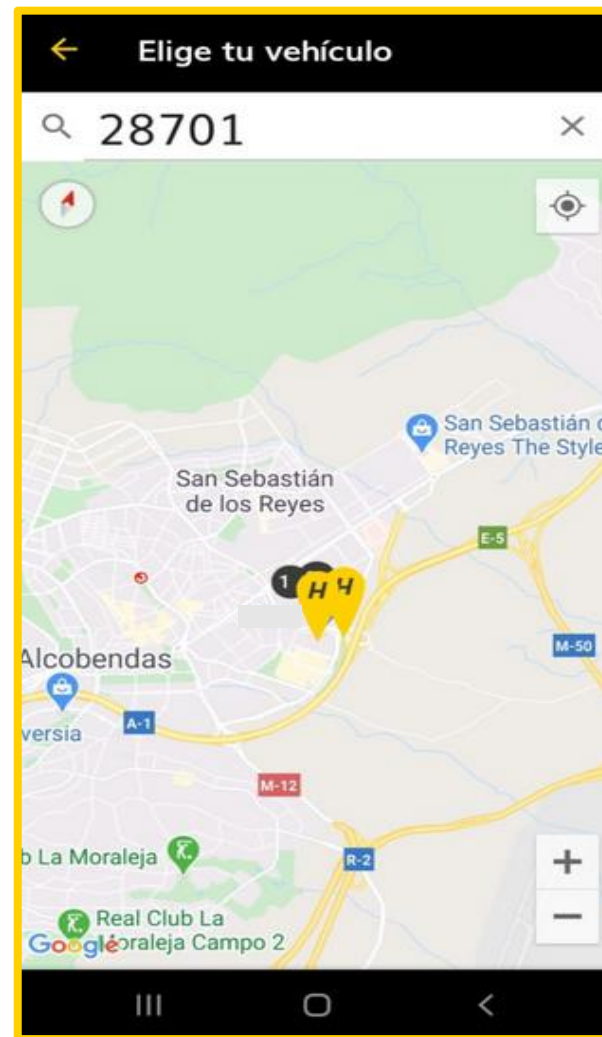 Elige tu vehículo
28701
San Sebastián
Reyes The Style
San Sebastián
de los Reyes
E-5
1
H
H
Alcobendas
M-50
A-1
versia
M-12
b La Moraleja
R-2
Real Club La
Moraleja Campo 2
Google